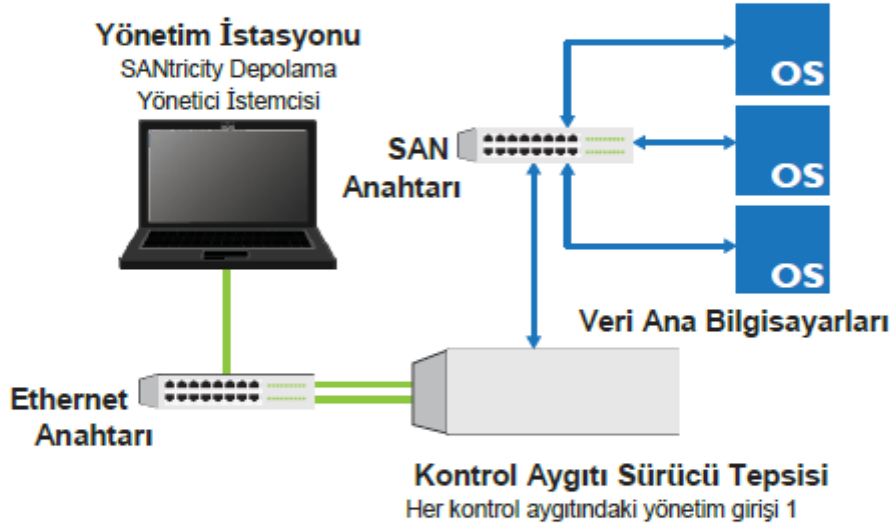 Yönetim İstasyonu
SANtricity Depolama
Yönetici İstemcisi
OS
SAN
Anahtarı
OS
OS
Veri Ana Bilgisayarları
Ethernet
Anahtarı
Kontrol Aygıtı Sürücü Tepsisi
Her kontrol aygıtındaki yönetim girişi 1